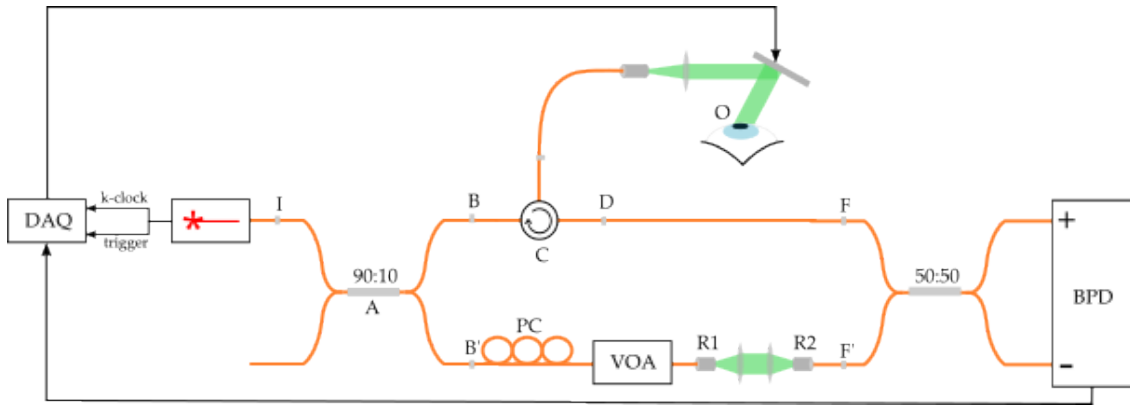 O
k-clock
DAQ
trigger
I
B
C
D
F
90:10
A
50:50
+
BPD
-
B'
PC
VOA
R1
R2
F'